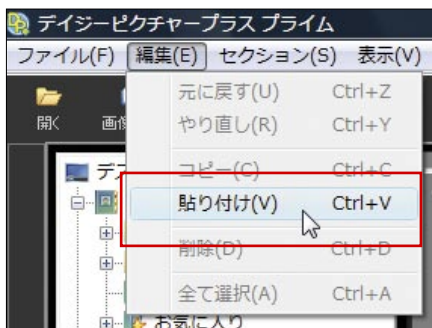 デイジーピクチャープラス プライム
ファイル(F) 編集(E) セクション(S) 表示(V)
元に戻す(U) Ctrl+Z
やり直し(R) Ctrl+Y
開く
コピー(C) Ctrl+C
貼り付け(V) Ctrl+V
削除(D) Ctrl+D
全て選択(A) Ctrl+A
お気に入り